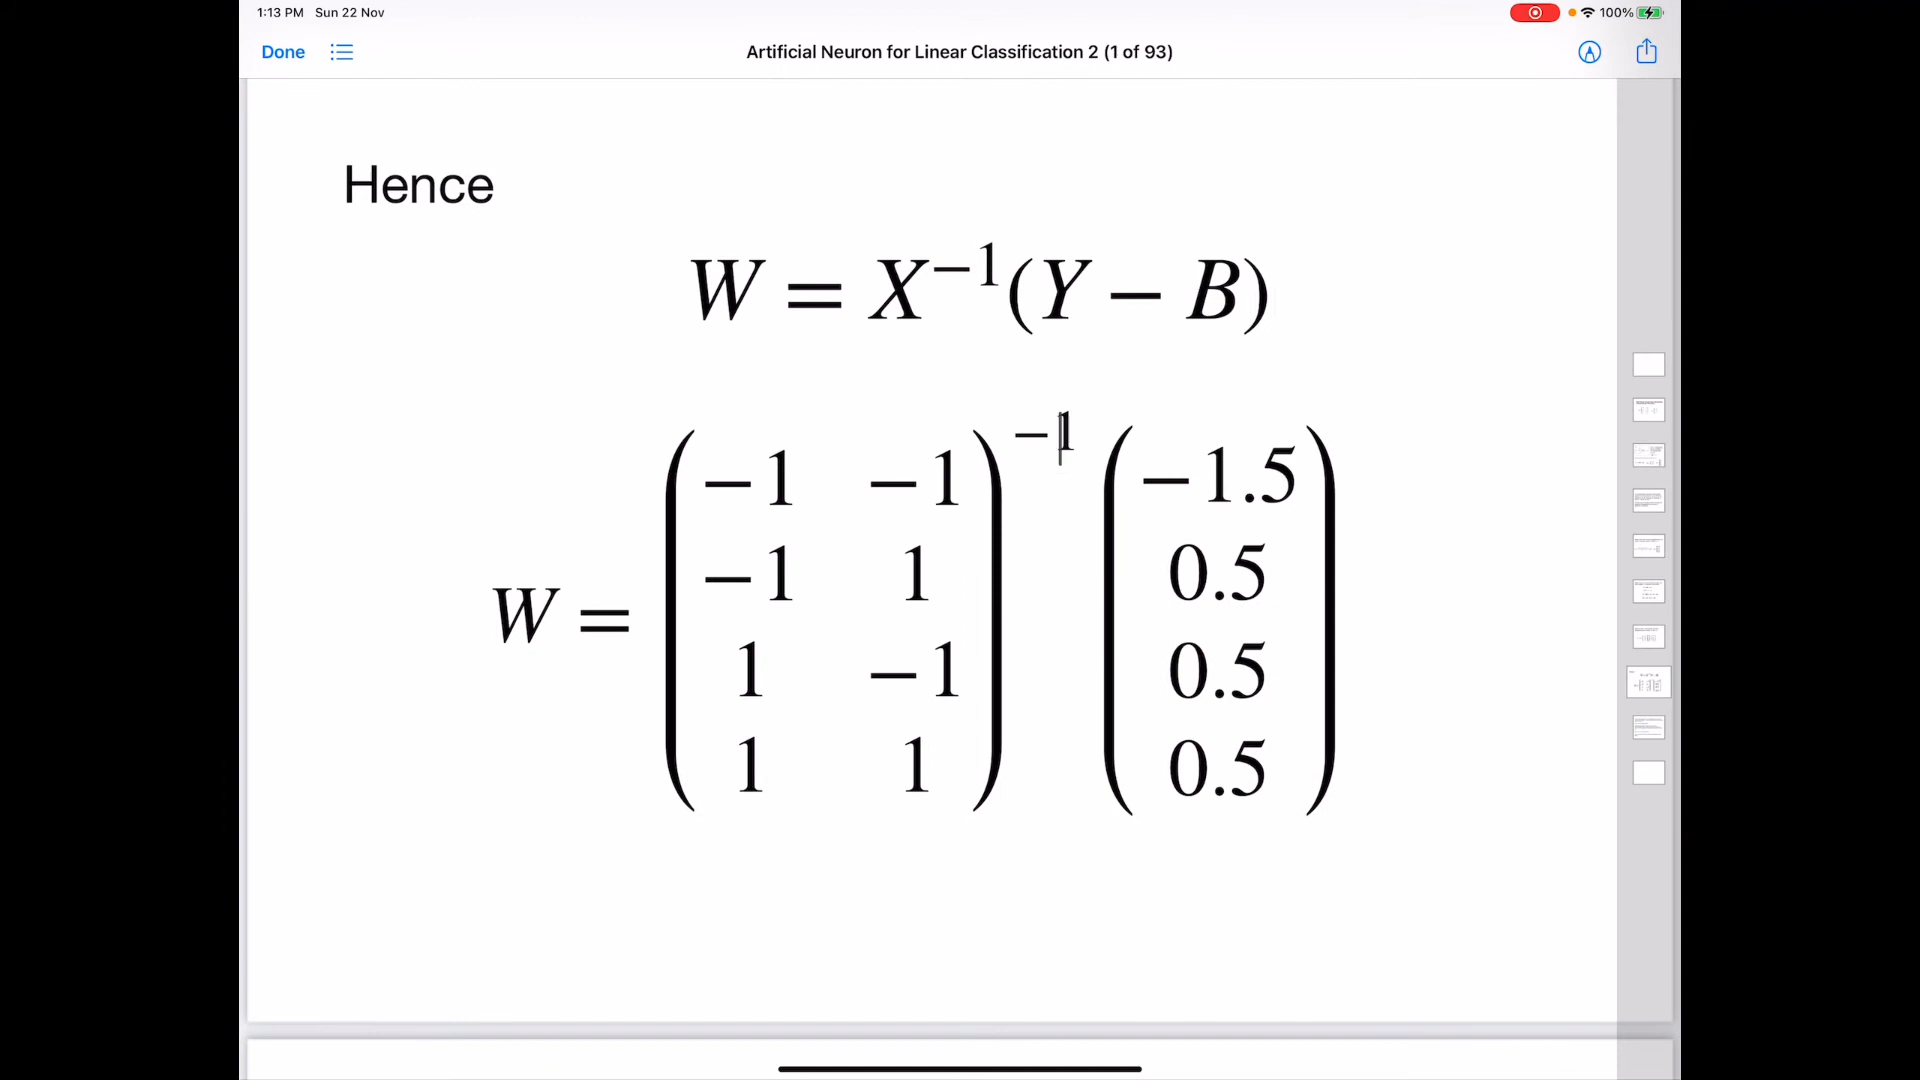 1:13 PM Sun 22 Nov 100%
Done Artificial Neuron for Linear Classification 2 (1 of 93)
Hence
W = X⁻¹(Y − B)
W = ( −1 −1 )⁻¹ ( −1.5 )
−1 1 0.5
1 −1 0.5
1 1 0.5